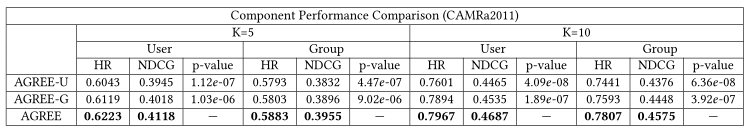 Component Performance Comparison (CAMRa2011)
K=5 K=10
User Group User Group
HR NDCG p-value HR NDCG p-value HR NDCG p-value HR NDCG p-value
AGREE-U 0.6043 0.3945 1.12e-07 0.5793 0.3832 4.47e-07 0.7601 0.4465 4.09e-08 0.7441 0.4376 6.36e-08
AGREE-G 0.6119 0.4018 1.03e-06 0.5803 0.3896 9.02e-06 0.7894 0.4535 1.89e-07 0.7593 0.4448 3.92e-07
AGREE 0.6223 0.4118 — 0.5883 0.3955 — 0.7967 0.4687 — 0.7807 0.4575 —